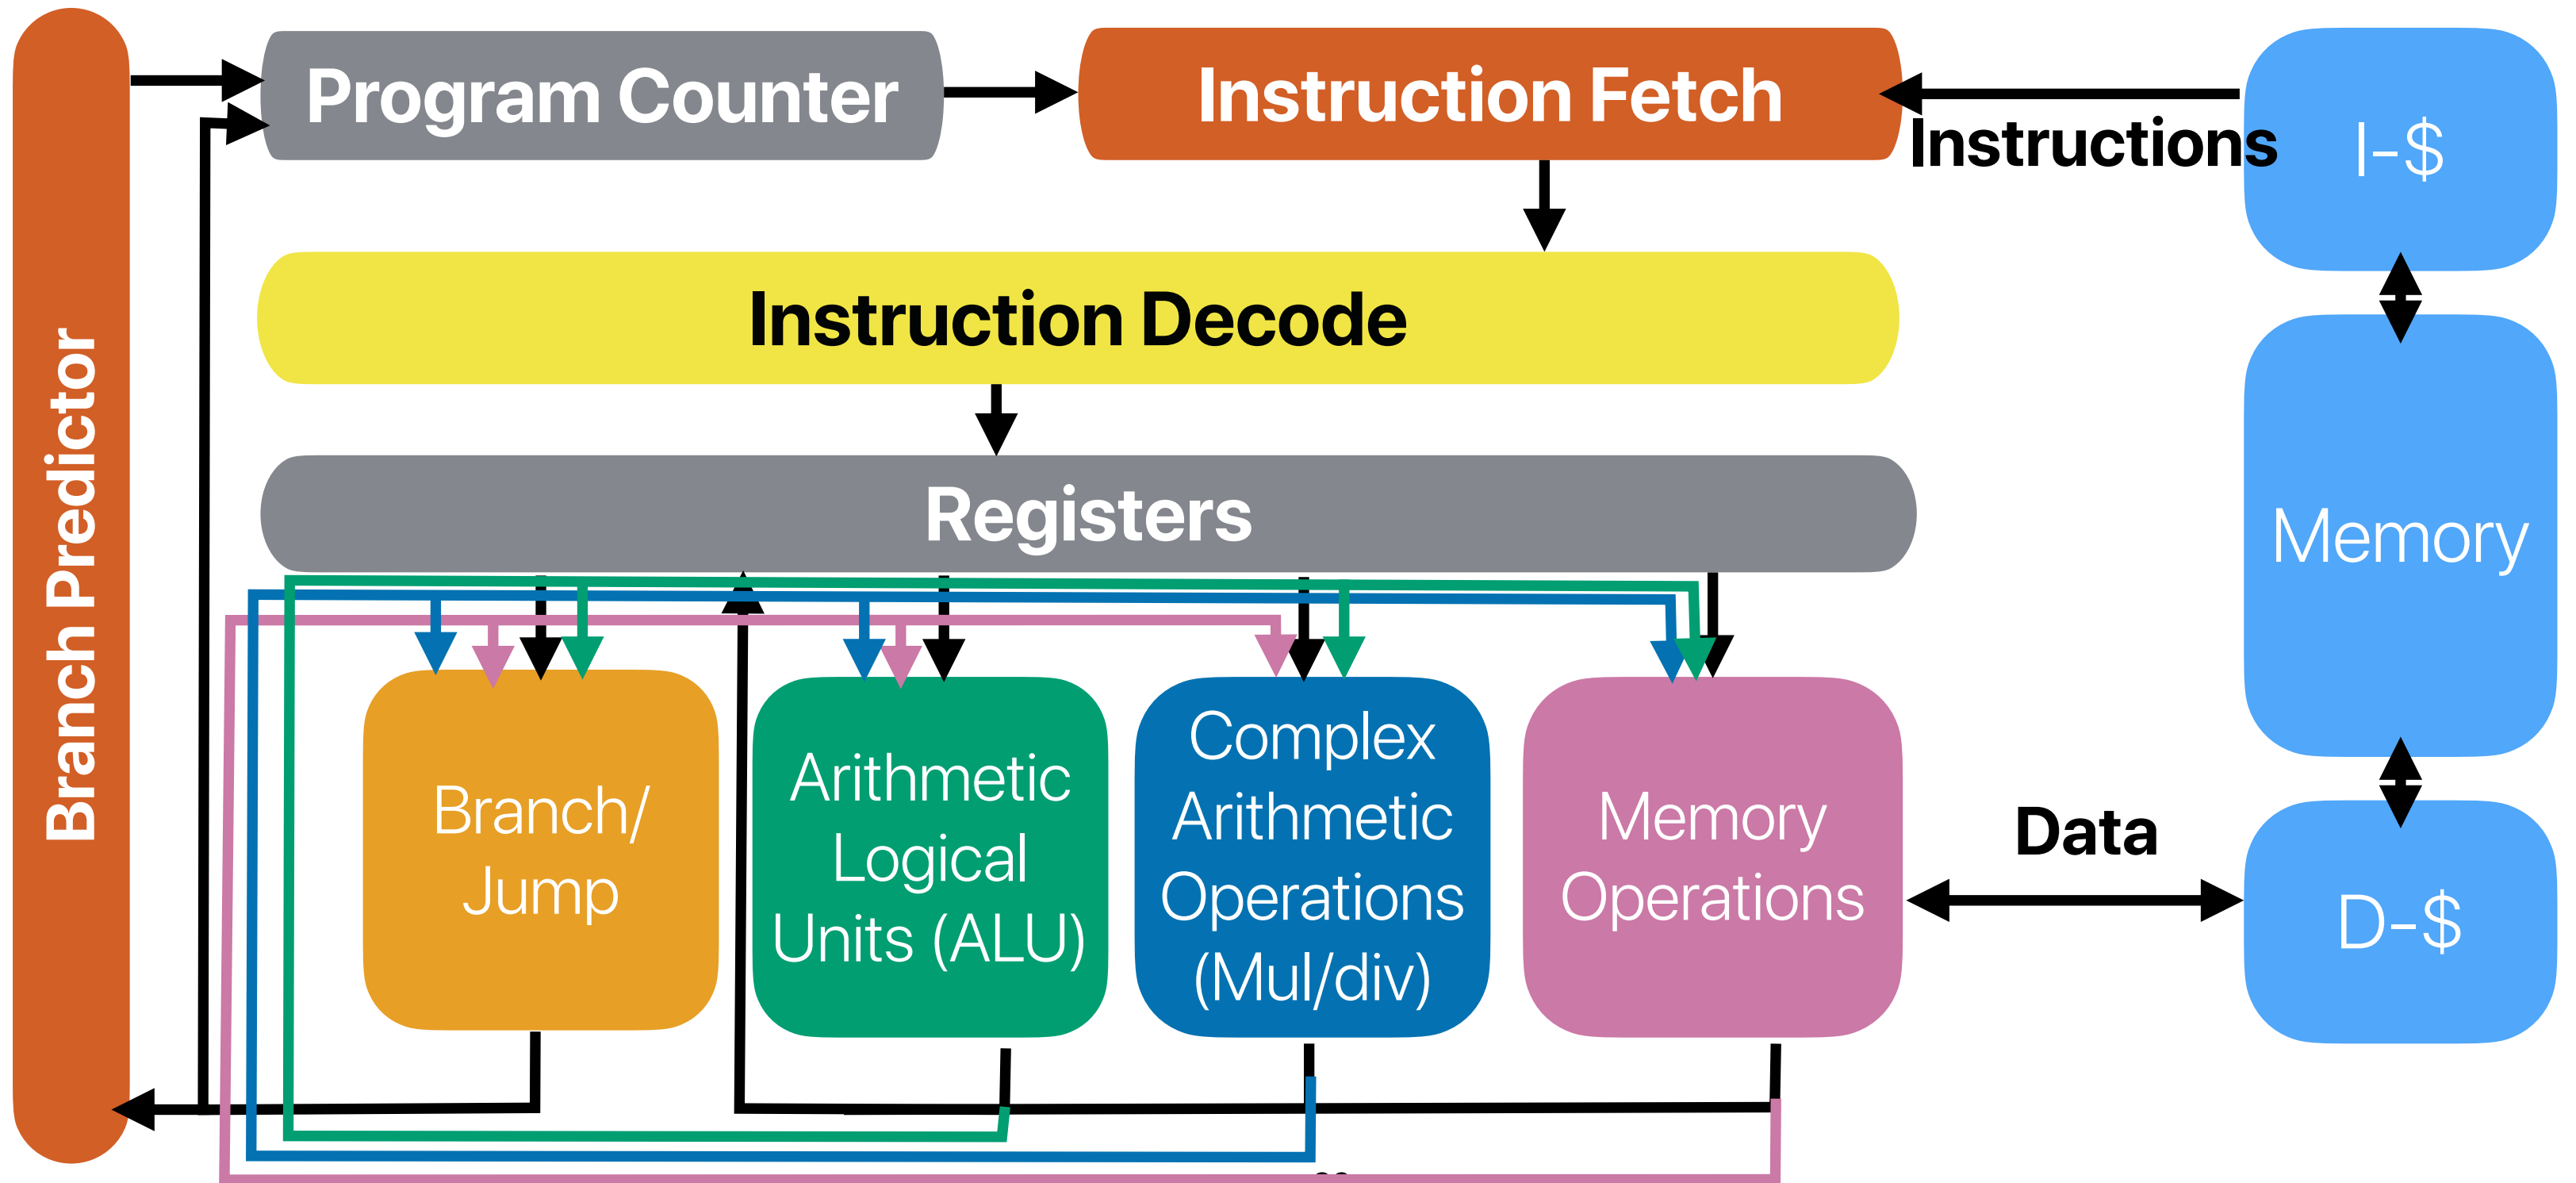 Program Counter
Instruction Fetch
Instructions
I-$
Instruction Decode
Registers
Branch Predictor
Memory
Branch/
Jump
Arithmetic
Logical
Units (ALU)
Complex
Arithmetic
Operations
(Mul/div)
Memory
Operations
Data
D-$